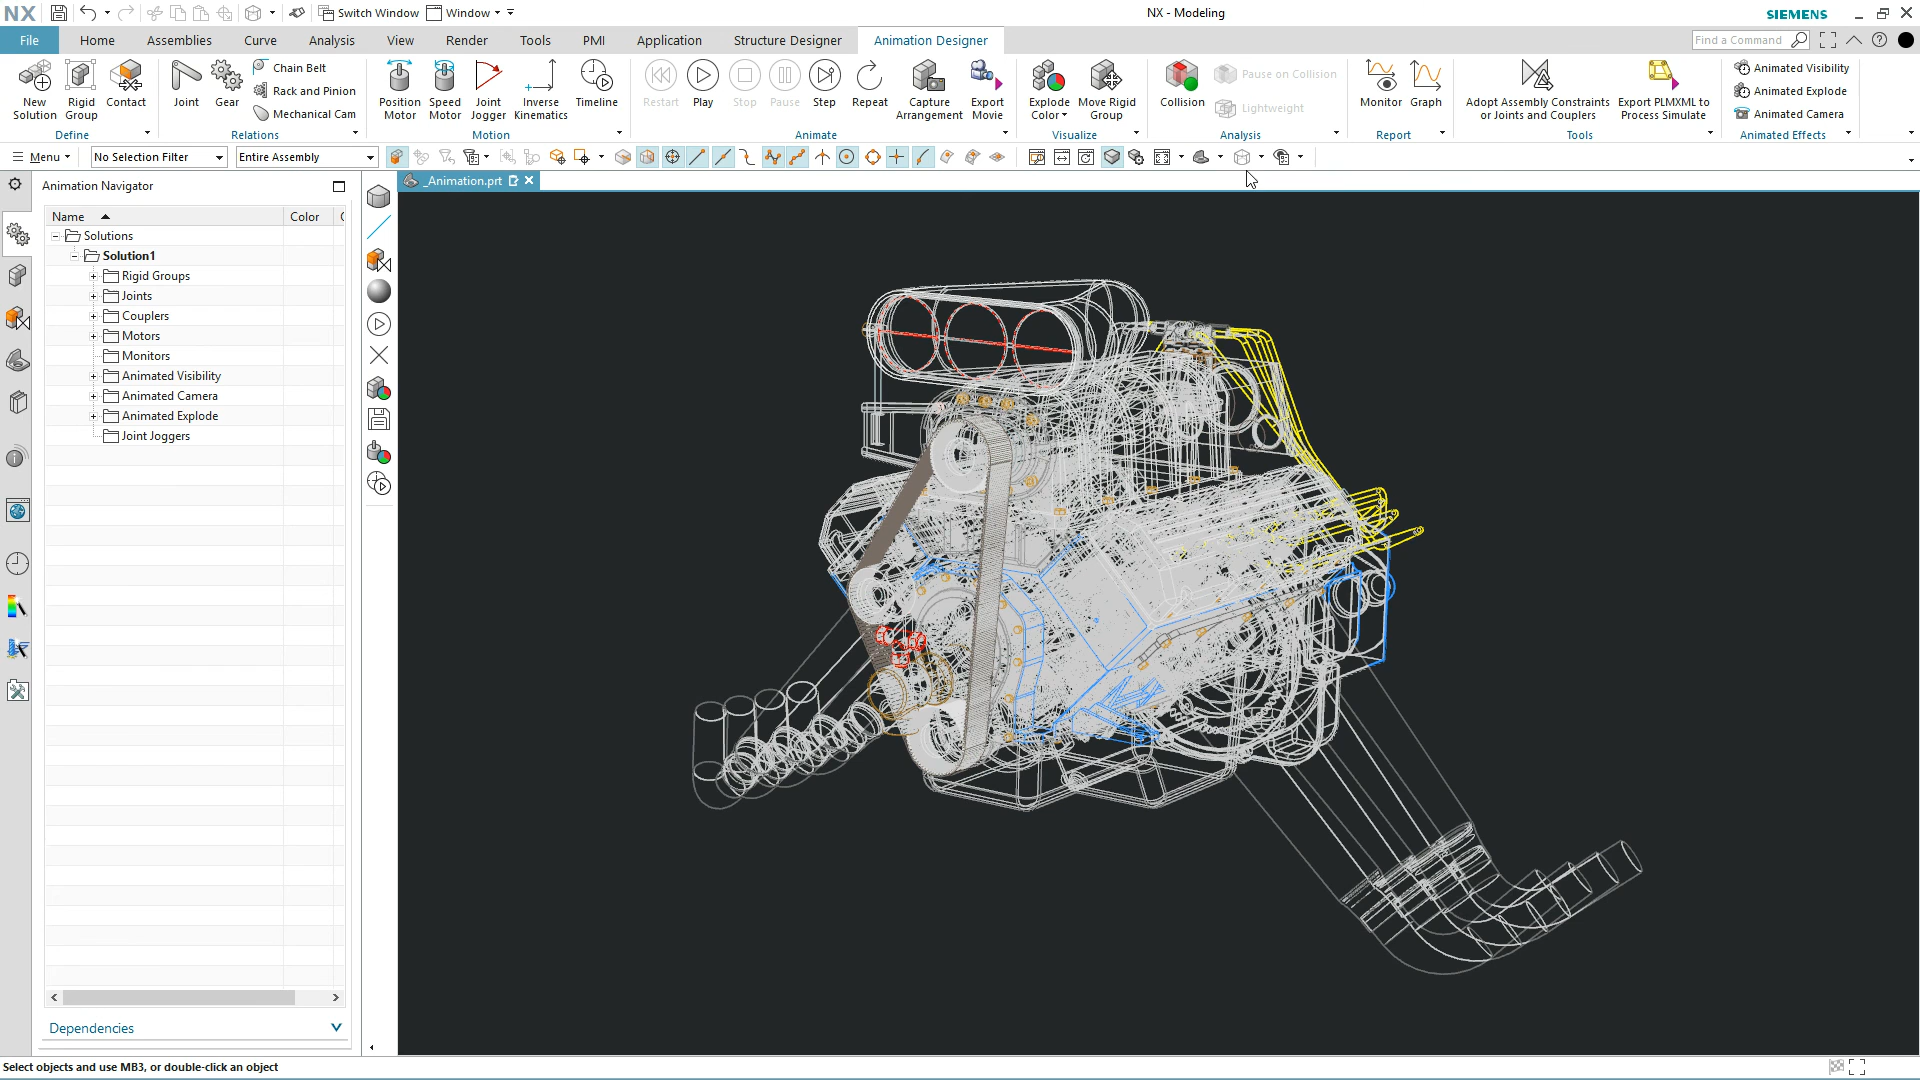 NX
Switch Window
Window
NX - Modeling
SIEMENS
File
Home
Assemblies
Curve
Analysis
View
Render
Tools
PMI
Application
Structure Designer
Animation Designer
Find a Command
New Solution
Rigid Group
Contact
Define
Joint
Gear
Chain Belt
Rack and Pinion
Mechanical Cam
Relations
Position Motor
Speed Motor
Joint Jogger
Inverse Kinematics
Timeline
Motion
Restart
Play
Stop
Pause
Step
Repeat
Capture Arrangement
Export Movie
Animate
Explode Color
Move Rigid Group
Visualize
Collision
Pause on Collision
Lightweight
Analysis
Monitor
Graph
Report
Adopt Assembly Constraints or Joints and Couplers
Export PLMXML to Process Simulate
Tools
Animated Visibility
Animated Explode
Animated Camera
Animated Effects
Menu
No Selection Filter
Entire Assembly
Animation Navigator
_Animation.prt
Name
Color
Solutions
Solution1
Rigid Groups
Joints
Couplers
Motors
Monitors
Animated Visibility
Animated Camera
Animated Explode
Joint Joggers
Dependencies
Select objects and use MB3, or double-click an object